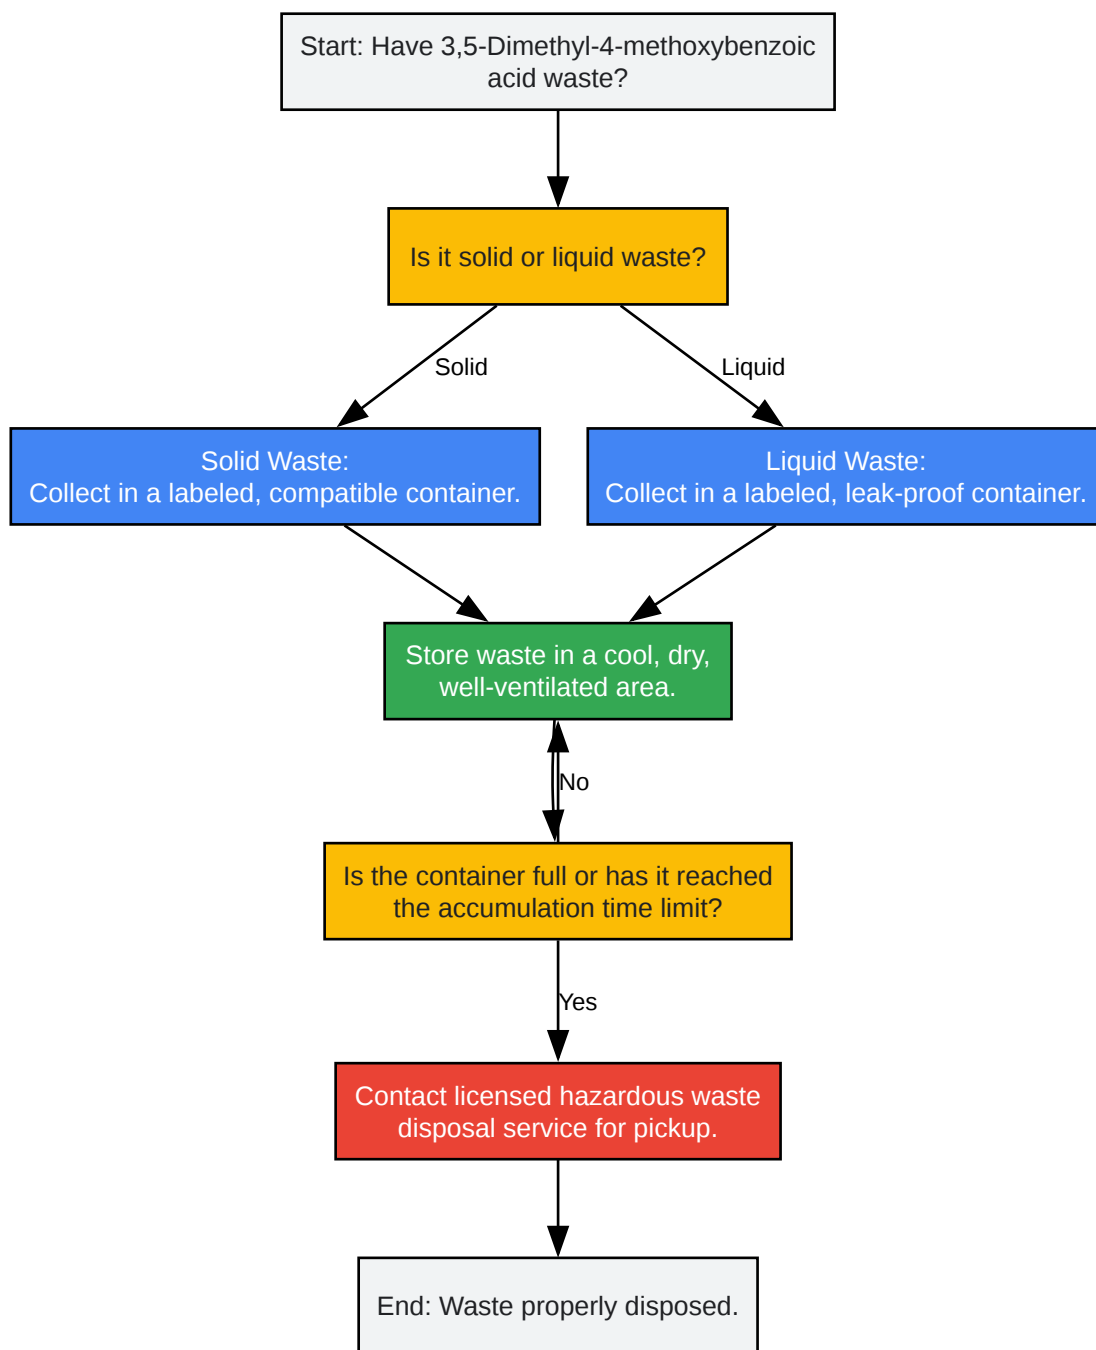 Start: Have 3,5-Dimethyl-4-methoxybenzoic
acid waste?
Is it solid or liquid waste?
Solid
Liquid
Solid Waste:
Collect in a labeled, compatible container.
Liquid Waste:
Collect in a labeled, leak-proof container.
Store waste in a cool, dry,
well-ventilated area.
No
Is the container full or has it reached
the accumulation time limit?
Yes
Contact licensed hazardous waste
disposal service for pickup.
End: Waste properly disposed.